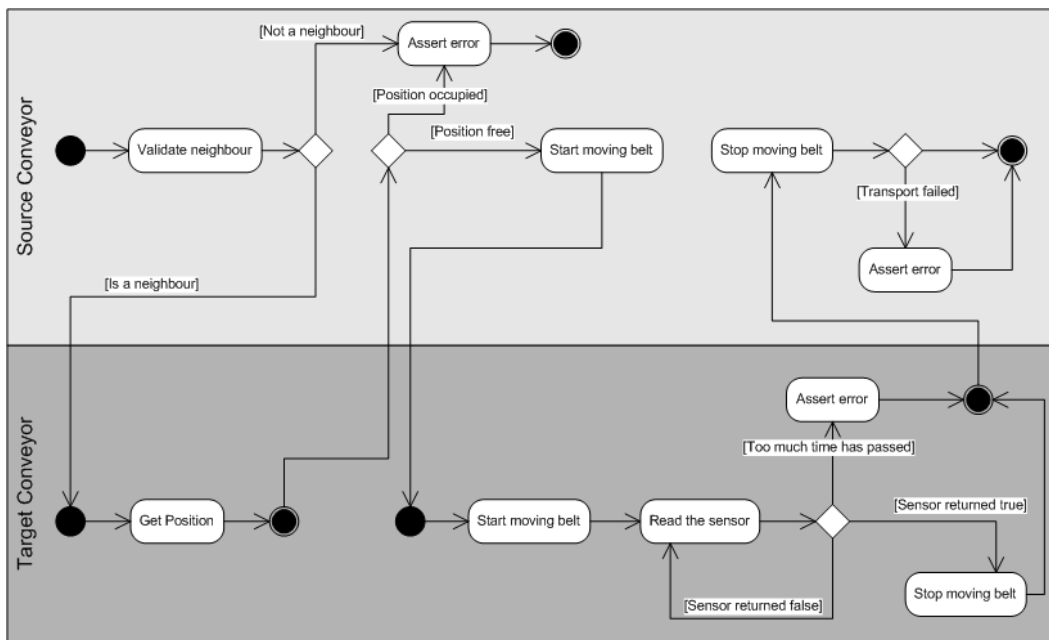 Source Conveyor
[Not a neighbour]
Assert error
[Position occupied]
[Position free]
Validate neighbour
Start moving belt
Stop moving belt
[Transport failed]
Assert error
[Is a neighbour]
Target Conveyor
Assert error
[Too much time has passed]
[Sensor returned true]
Get Position
Start moving belt
Read the sensor
Stop moving belt
[Sensor returned false]